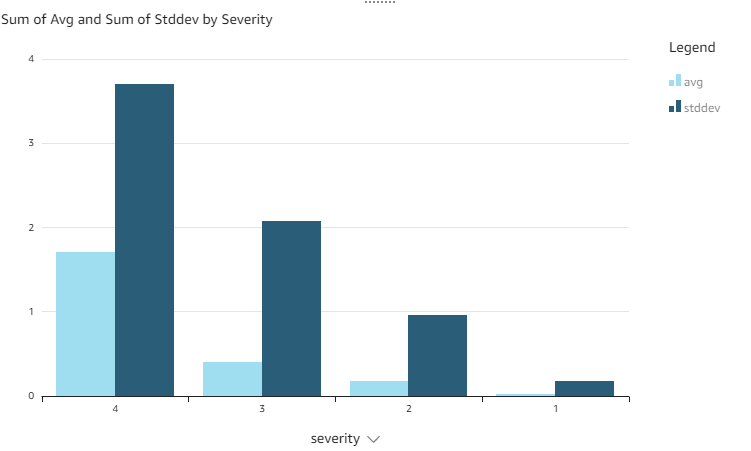 Sum of Avg and Sum of Stddev by Severity
Legend
avg
stddev
4
3
2
1
0
4 3 2 1
severity